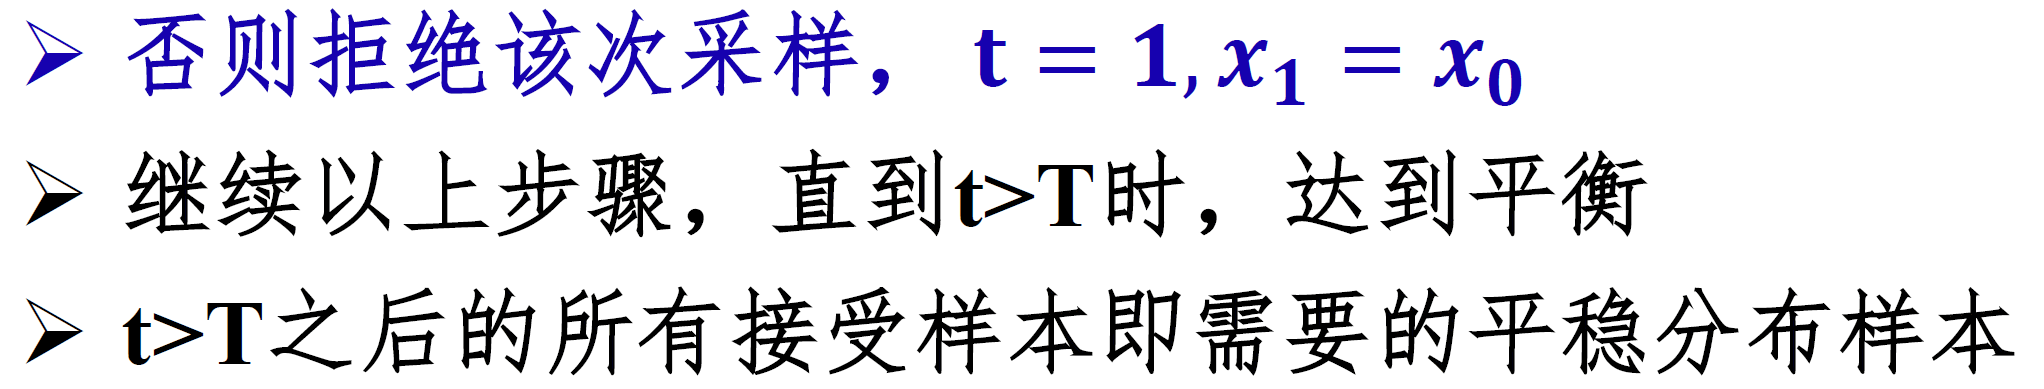 ➢ 否则拒绝该次采样，t = 1, x₁ = x₀
➢ 继续以上步骤，直到t>T时，达到平衡
➢ t>T之后的所有接受样本即需要的平稳分布样本